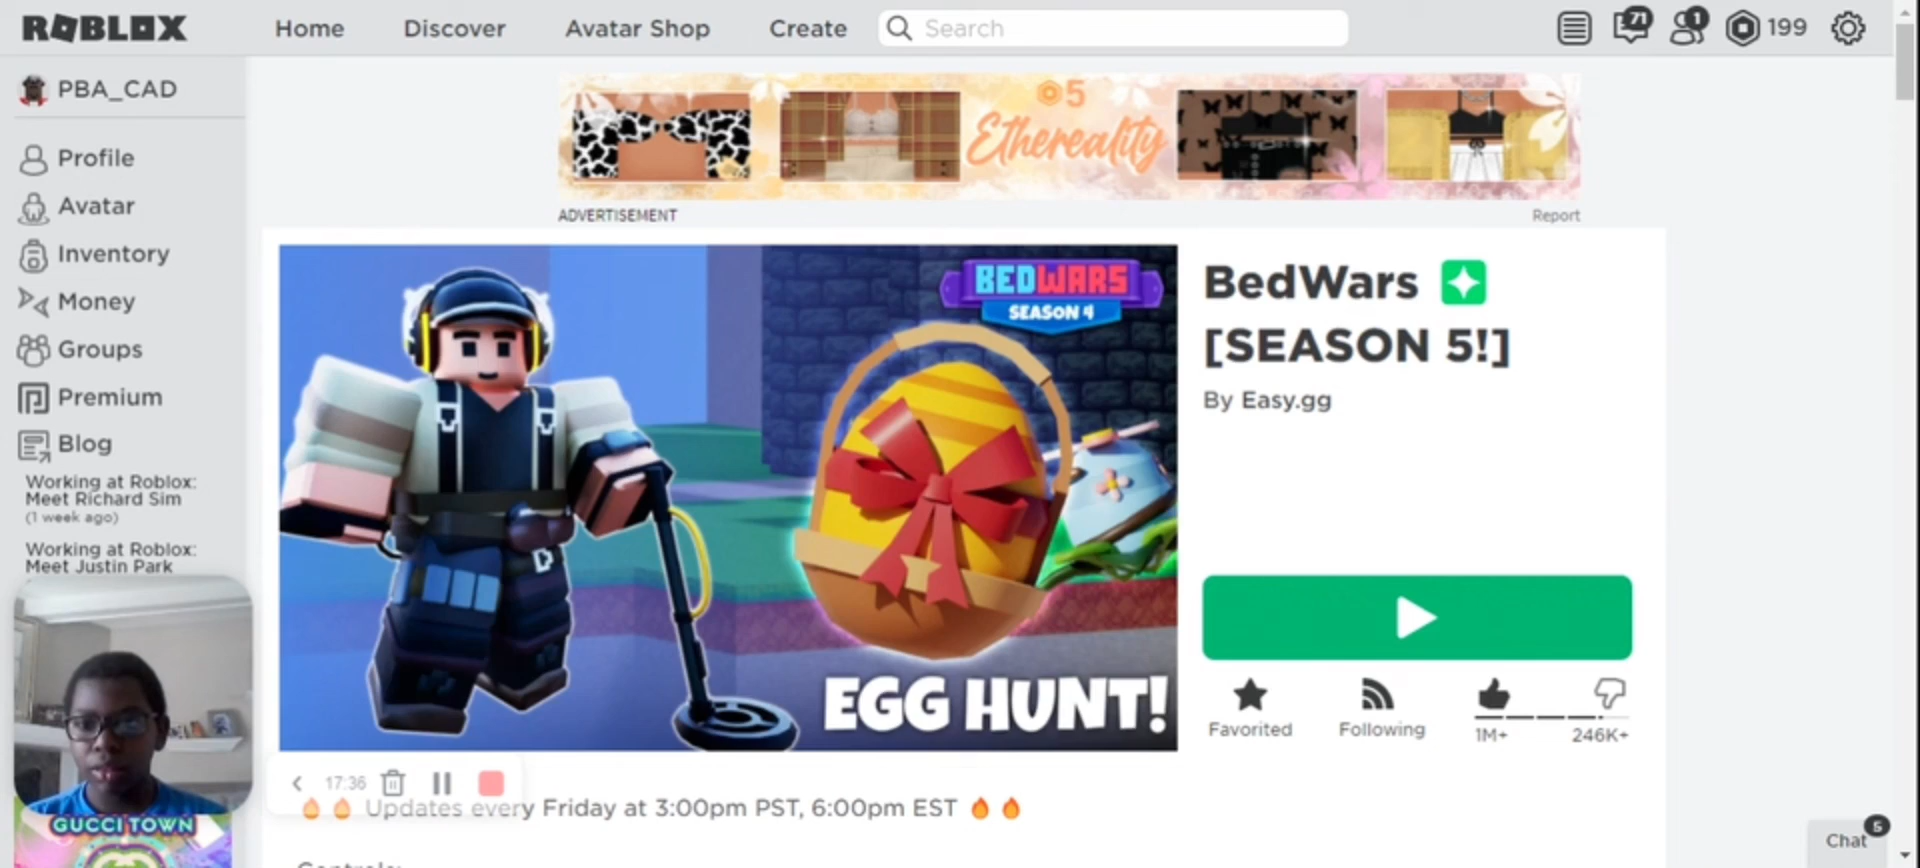 ROBLOX
Home
Discover
Avatar Shop
Create
Search
71
1
199
PBA_CAD
Profile
Avatar
Inventory
Money
Groups
Premium
Blog
Working at Roblox:
Meet Richard Sim
(1 week ago)
Working at Roblox:
Meet Justin Park
GUCCI TOWN
5
Ethereality
ADVERTISEMENT
Report
BEDWARS
SEASON 4
EGG HUNT!
BedWars
[SEASON 5!]
By Easy.gg
Favorited
Following
1M+
246K+
17:36
Updates every Friday at 3:00pm PST, 6:00pm EST
Controls:
Chat
5